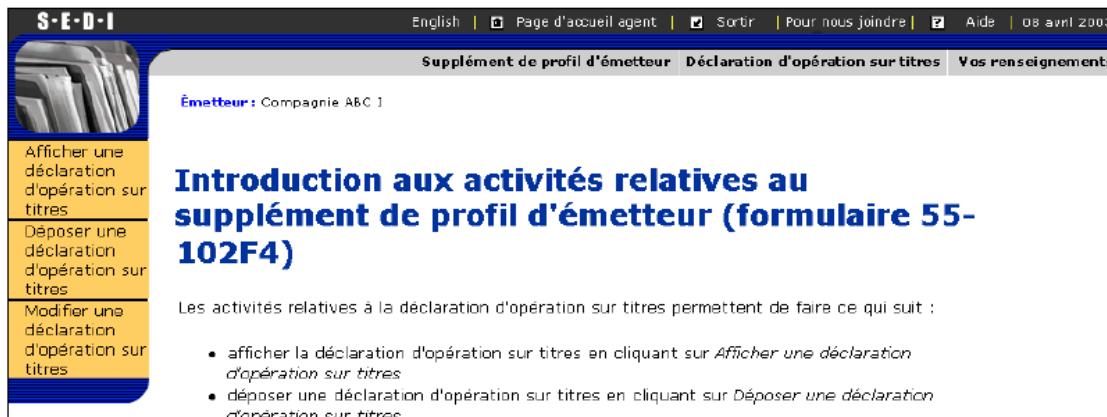 S•E•D•I
English | Page d'accueil agent | Sortir | Pour nous joindre | ? Aide | 08 avril 2003
Supplément de profil d'émetteur Déclaration d'opération sur titres Vos renseignements
Émetteur : Compagnie ABC I
Afficher une
déclaration
d'opération sur
titres
Déposer une
déclaration
d'opération sur
titres
Modifier une
déclaration
d'opération sur
titres
Introduction aux activités relatives au
supplément de profil d'émetteur (formulaire 55-
102F4)
Les activités relatives à la déclaration d'opération sur titres permettent de faire ce qui suit :
• afficher la déclaration d'opération sur titres en cliquant sur Afficher une déclaration
d'opération sur titres
• déposer une déclaration d'opération sur titres en cliquant sur Déposer une déclaration
d'opération sur titres